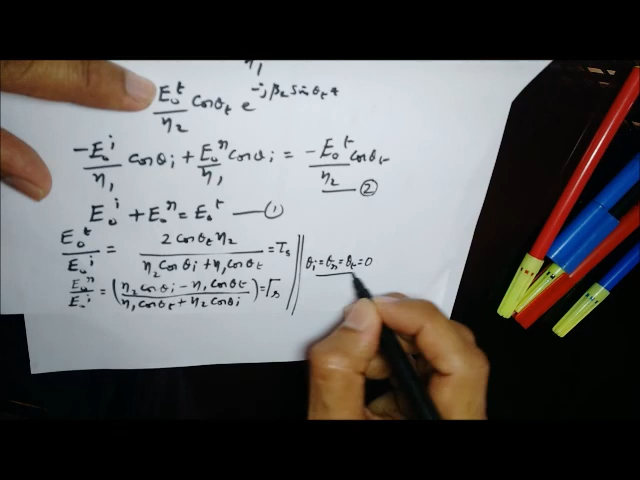 η₁
E₀ᵗ/η₂ cosθₜ e^(-jβ₂ sinθₜ x)
-E₀ⁱ/η₁ cosθᵢ + E₀ʳ/η₁ cosθᵢ = -E₀ᵗ/η₂ cosθₜ — ②
E₀ⁱ + E₀ʳ = E₀ᵗ — ①
E₀ᵗ/E₀ⁱ = 2cosθₜ η₂/(η₂cosθᵢ + η₁cosθₜ) = Tₛ
θᵢ = θᵣ = θₜ = 0
E₀ʳ/E₀ⁱ = ((η₂cosθᵢ - η₁cosθₜ)/(η₁cosθₜ + η₂cosθᵢ)) = Γₛ